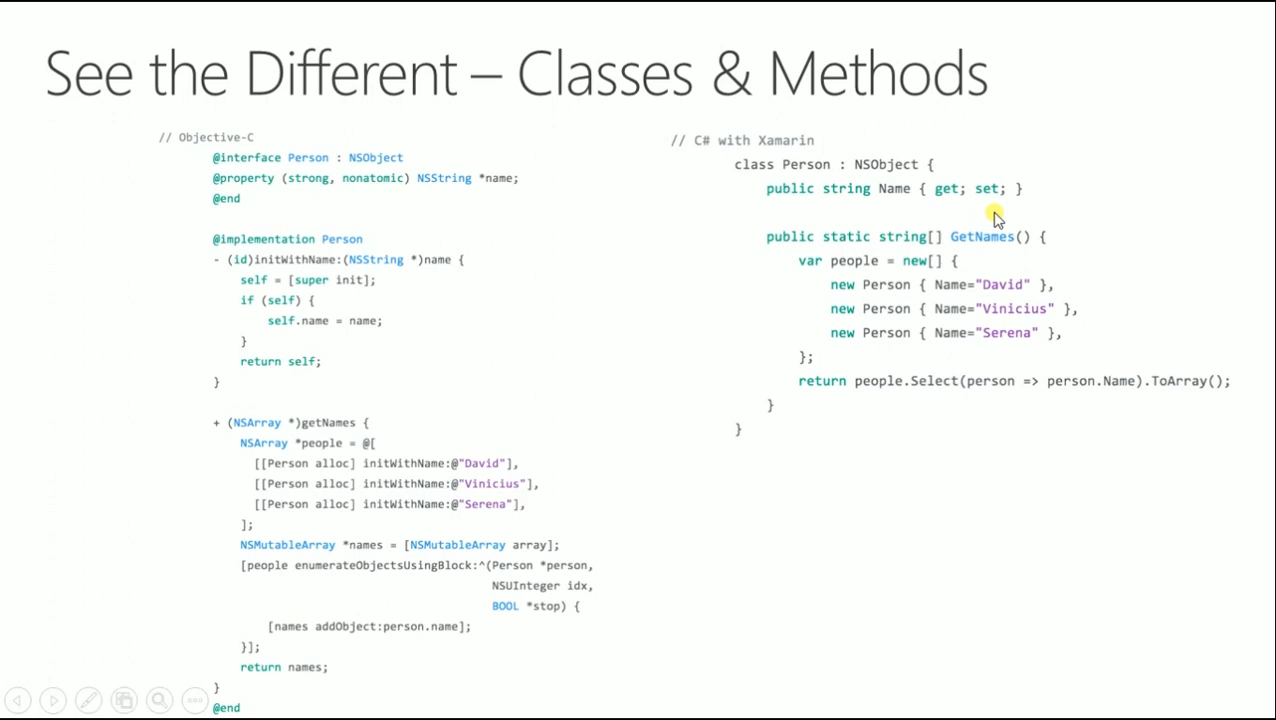 See the Different – Classes & Methods
// Objective-C
@interface Person : NSObject
@property (strong, nonatomic) NSString *name;
@end
@implementation Person
- (id)initWithName:(NSString *)name {
self = [super init];
if (self) {
self.name = name;
}
return self;
}
+ (NSArray *)getNames {
NSArray *people = @[
[[Person alloc] initWithName:@"David"],
[[Person alloc] initWithName:@"Vinicius"],
[[Person alloc] initWithName:@"Serena"],
];
NSMutableArray *names = [NSMutableArray array];
[people enumerateObjectsUsingBlock:^(Person *person,
NSUInteger idx,
BOOL *stop) {
[names addObject:person.name];
}];
return names;
}
@end
// C# with Xamarin
class Person : NSObject {
public string Name { get; set; }
public static string[] GetNames() {
var people = new[] {
new Person { Name="David" },
new Person { Name="Vinicius" },
new Person { Name="Serena" },
};
return people.Select(person => person.Name).ToArray();
}
}